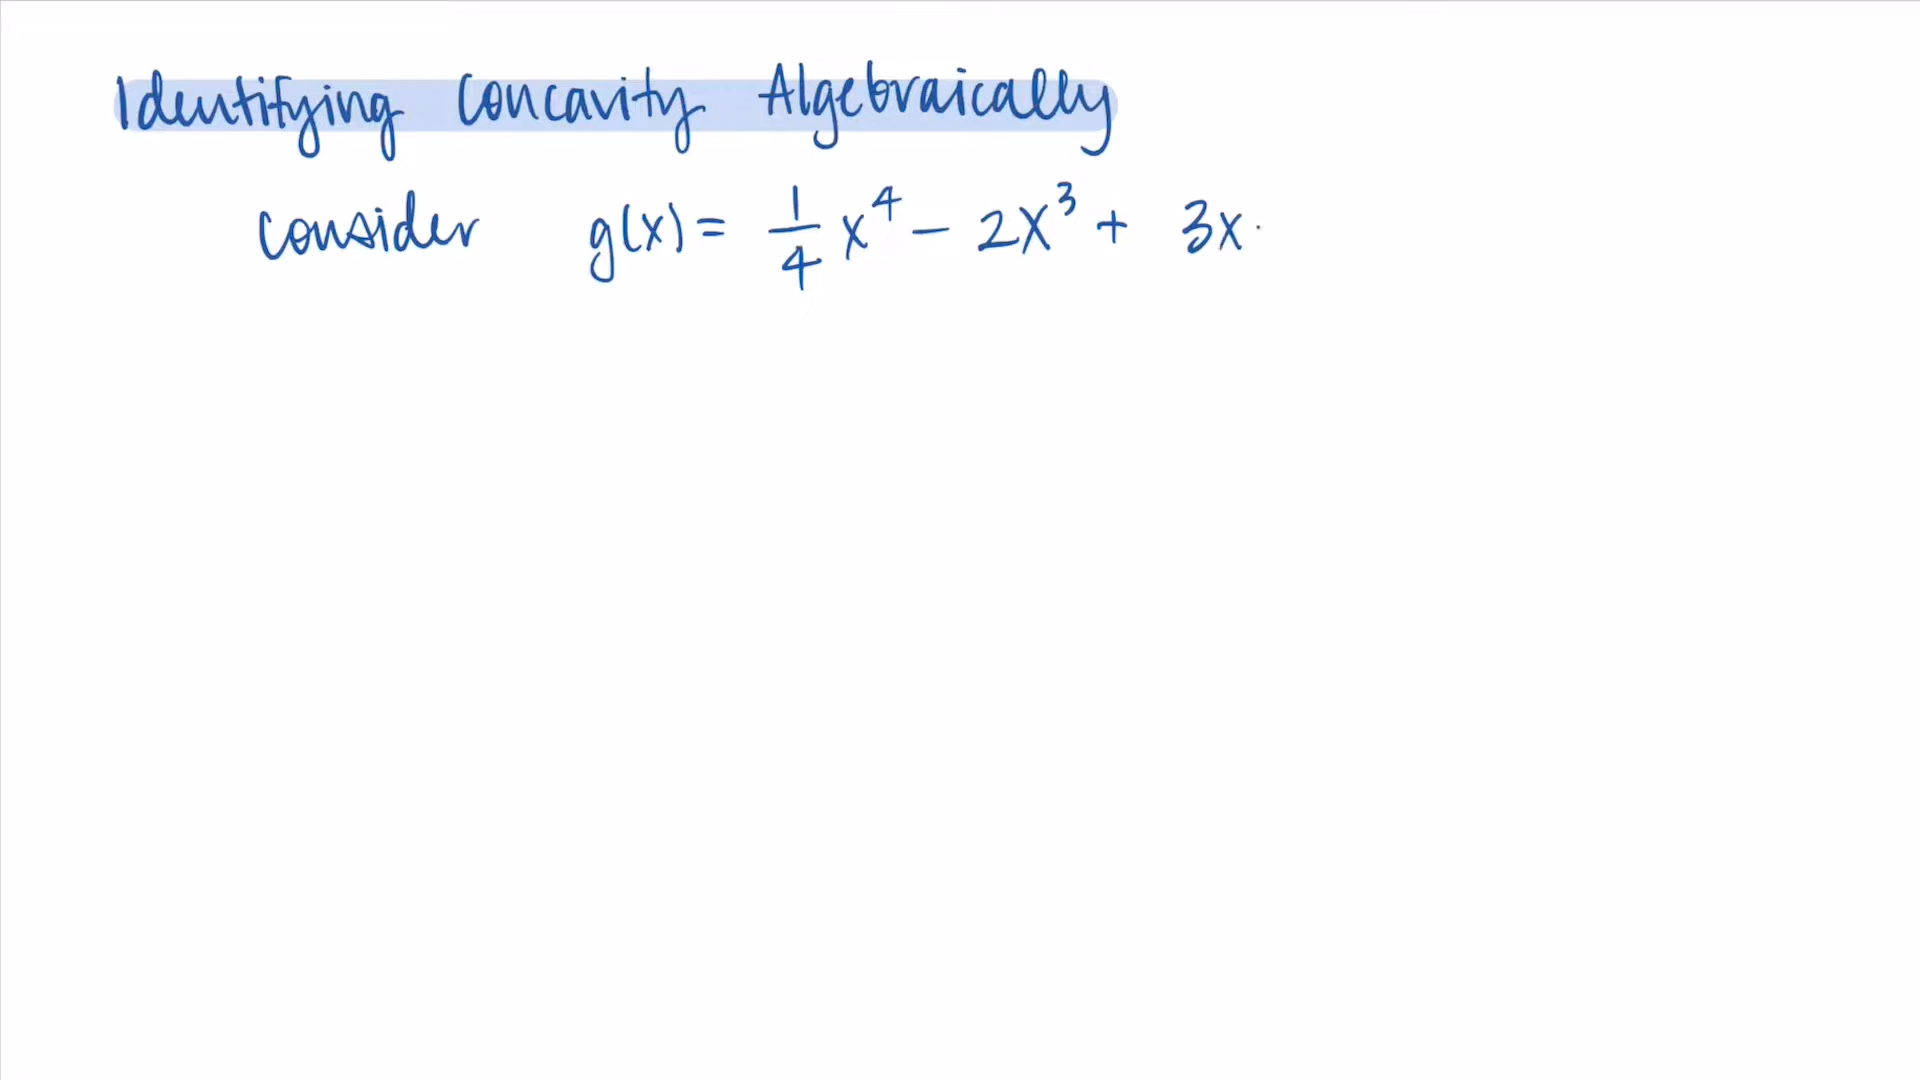 Identifying Concavity Algebraically
consider g(x) = 1/4 x^4 - 2x^3 + 3x.